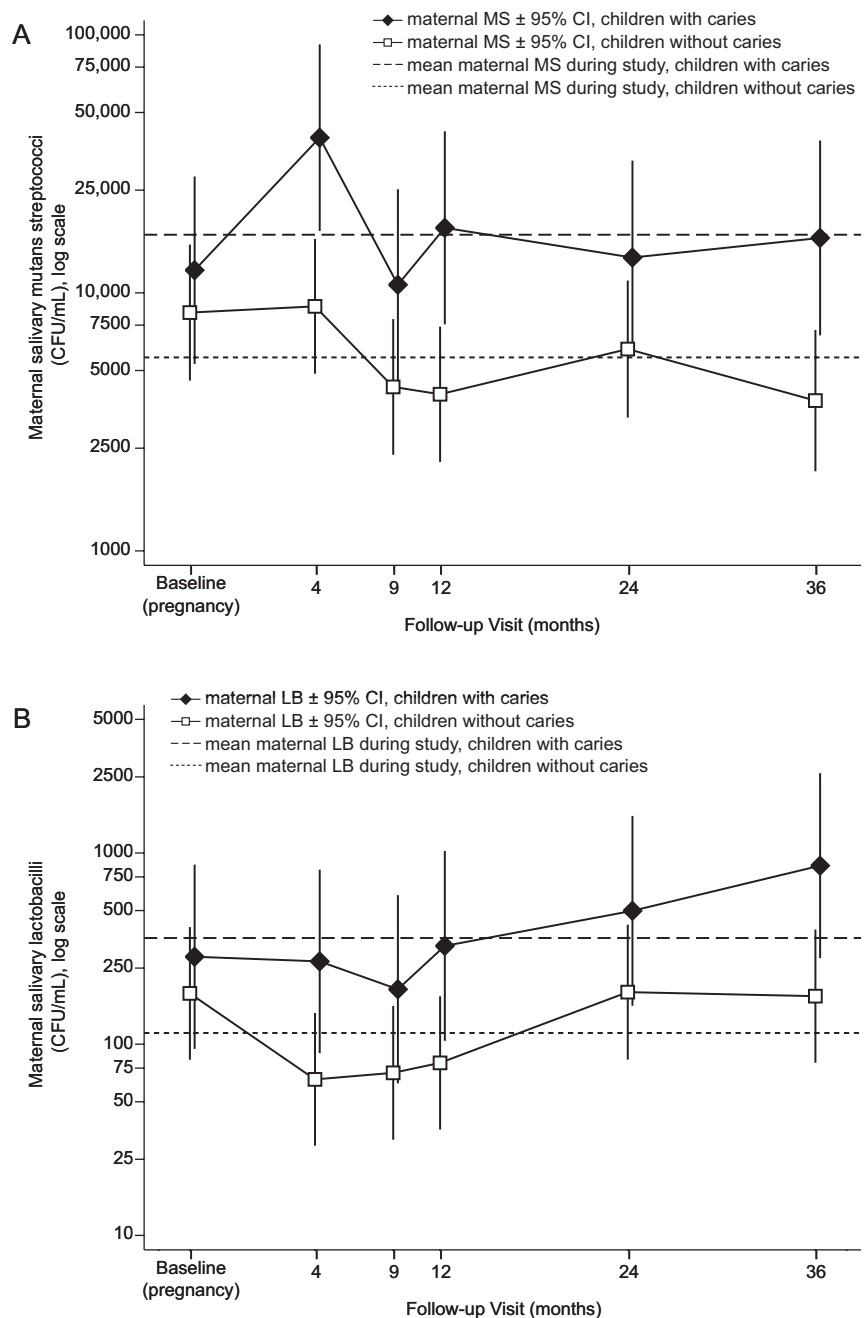 A
maternal MS ± 95% CI, children with caries
maternal MS ± 95% CI, children without caries
mean maternal MS during study, children with caries
mean maternal MS during study, children without caries
Maternal salivary mutans streptococci
(CFU/mL), log scale
100,000
75,000
50,000
25,000
10,000
7500
5000
2500
1000
Baseline
(pregnancy)
4
9
12
24
36
Follow-up Visit (months)
B
maternal LB ± 95% CI, children with caries
maternal LB ± 95% CI, children without caries
mean maternal LB during study, children with caries
mean maternal LB during study, children without caries
Maternal salivary lactobacilli
(CFU/mL), log scale
5000
2500
1000
750
500
250
100
75
50
25
10
Baseline
(pregnancy)
4
9
12
24
36
Follow-up Visit (months)